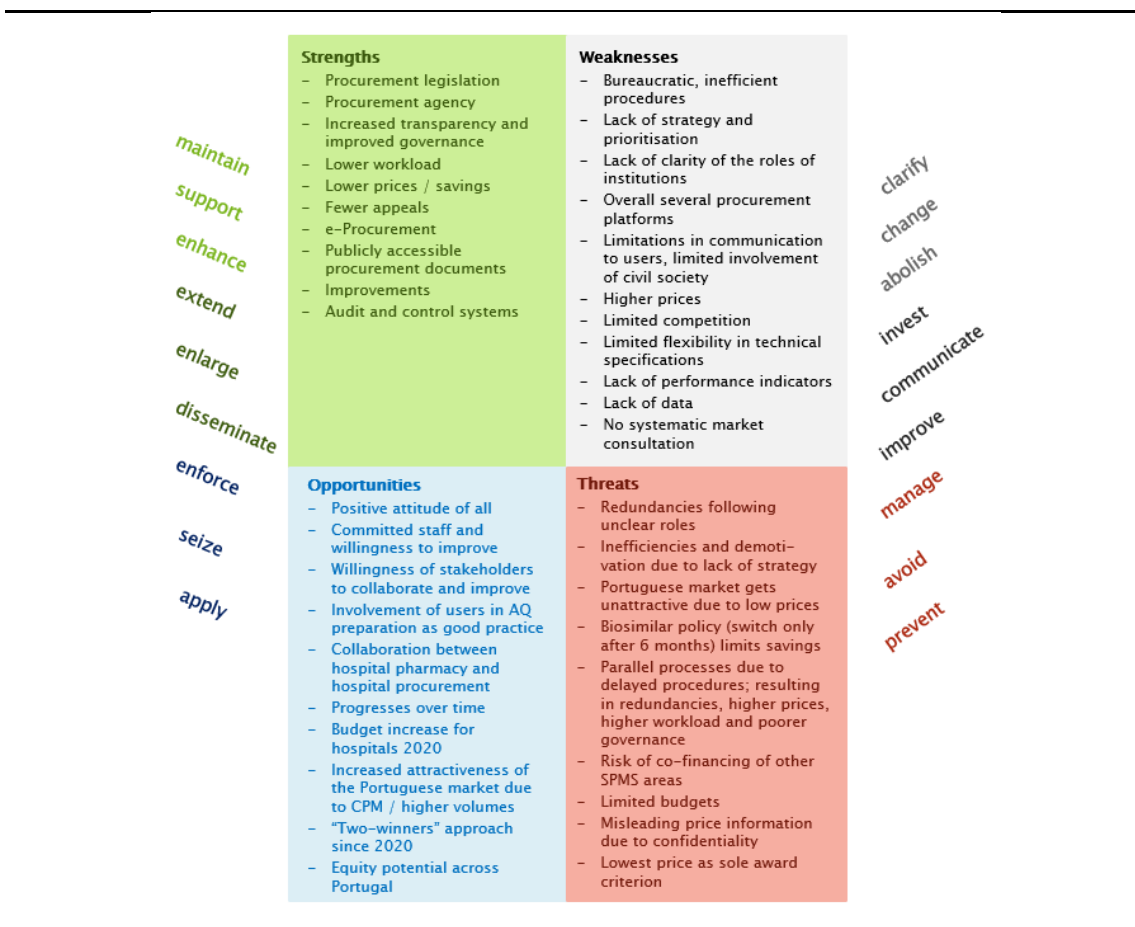 maintain
support
enhance
extend
enlarge
disseminate
enforce
seize
apply
Strengths
– Procurement legislation
– Procurement agency
– Increased transparency and
improved governance
– Lower workload
– Lower prices / savings
– Fewer appeals
– e-Procurement
– Publicly accessible
procurement documents
– Improvements
– Audit and control systems
Weaknesses
– Bureaucratic, inefficient
procedures
– Lack of strategy and
prioritisation
– Lack of clarity of the roles of
institutions
– Overall several procurement
platforms
– Limitations in communication
to users, limited involvement
of civil society
– Higher prices
– Limited competition
– Limited flexibility in technical
specifications
– Lack of performance indicators
– Lack of data
– No systematic market
consultation
Opportunities
– Positive attitude of all
– Committed staff and
willingness to improve
– Willingness of stakeholders
to collaborate and improve
– Involvement of users in AQ
preparation as good practice
– Collaboration between
hospital pharmacy and
hospital procurement
– Progresses over time
– Budget increase for
hospitals 2020
– Increased attractiveness of
the Portuguese market due
to CPM / higher volumes
– “Two-winners” approach
since 2020
– Equity potential across
Portugal
Threats
– Redundancies following
unclear roles
– Inefficiencies and demoti-
vation due to lack of strategy
– Portuguese market gets
unattractive due to low prices
– Biosimilar policy (switch only
after 6 months) limits savings
– Parallel processes due to
delayed procedures; resulting
in redundancies, higher prices,
higher workload and poorer
governance
– Risk of co-financing of other
SPMS areas
– Limited budgets
– Misleading price information
due to confidentiality
– Lowest price as sole award
criterion
clarify
change
abolish
invest
communicate
improve
manage
avoid
prevent